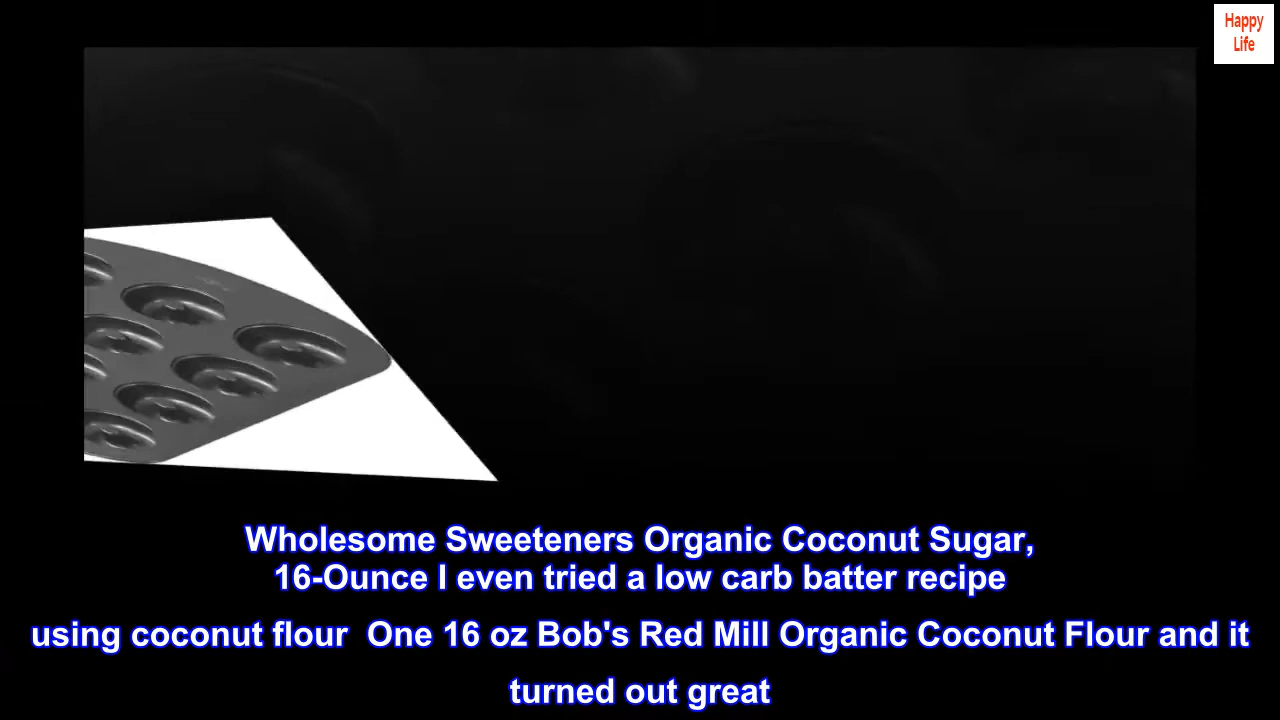 Happy
Life
Wholesome Sweeteners Organic Coconut Sugar,
16-Ounce I even tried a low carb batter recipe
using coconut flour  One 16 oz Bob's Red Mill Organic Coconut Flour and it
turned out great